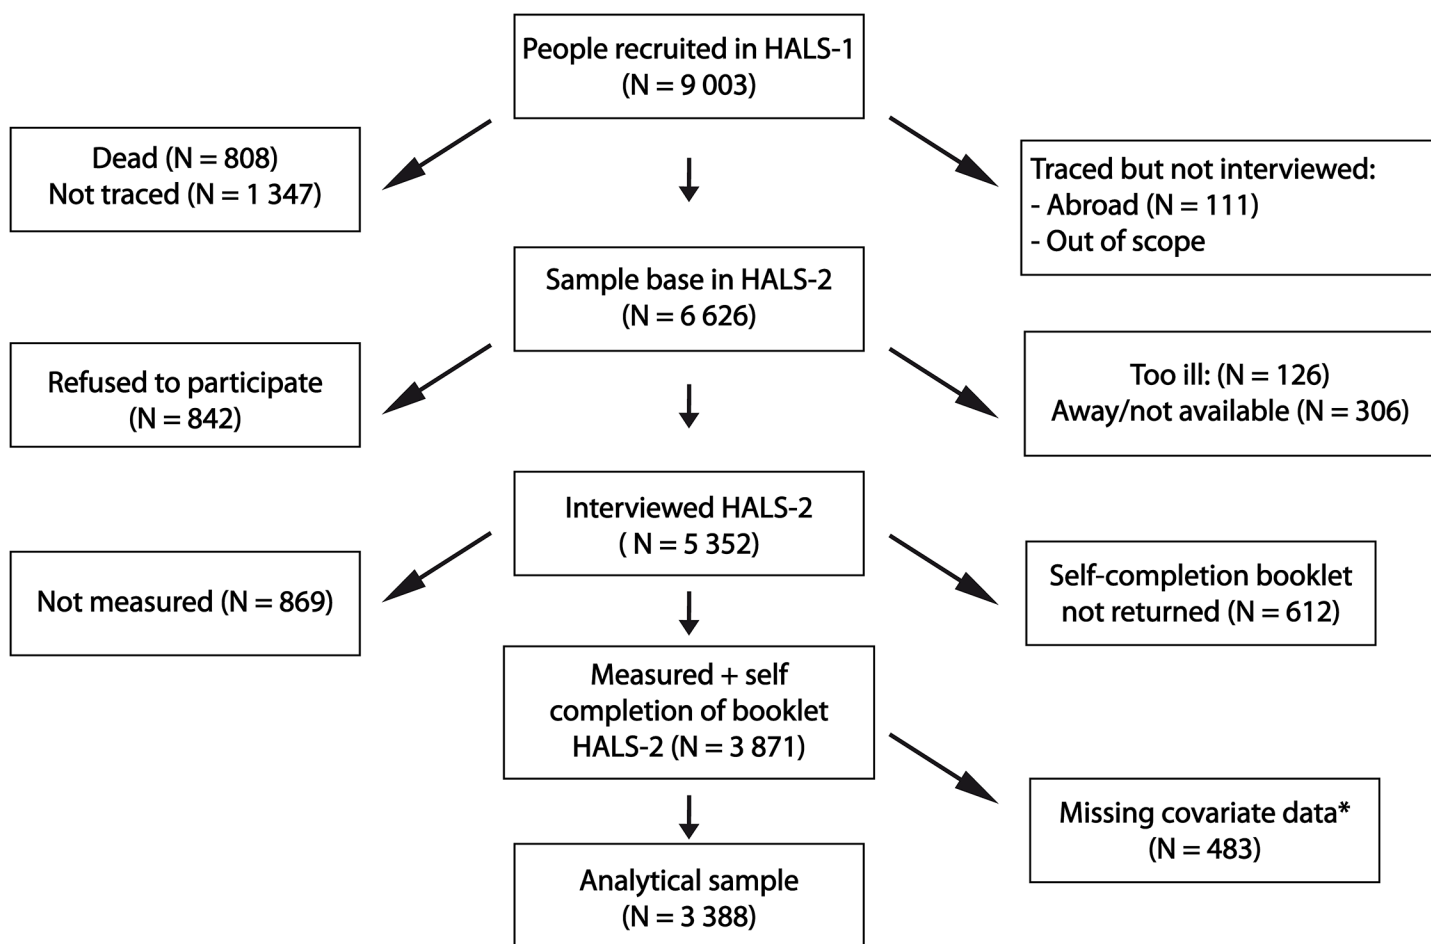 People recruited in HALS-1
(N = 9 003)
Dead (N = 808)
Not traced (N = 1 347)
Traced but not interviewed:
- Abroad (N = 111)
- Out of scope
Sample base in HALS-2
(N = 6 626)
Refused to participate
(N = 842)
Too ill: (N = 126)
Away/not available (N = 306)
Interviewed HALS-2
( N = 5 352)
Not measured (N = 869)
Self-completion booklet
not returned (N = 612)
Measured + self
completion of booklet
HALS-2 (N = 3 871)
Missing covariate data*
(N = 483)
Analytical sample
(N = 3 388)